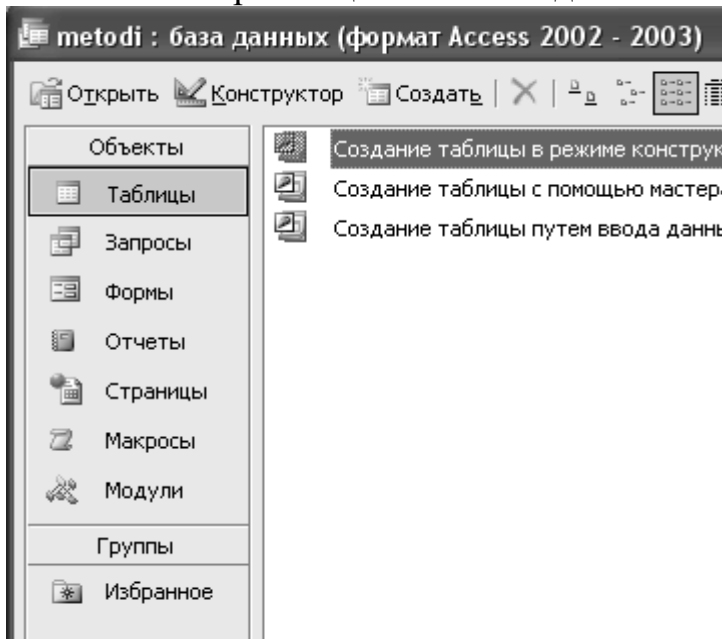 metodi : база данных (формат Access 2002 - 2003)
Открыть Конструктор Создать
Объекты
Таблицы
Запросы
Формы
Отчеты
Страницы
Макросы
Модули
Группы
Избранное
Создание таблицы в режиме конструк
Создание таблицы с помощью мастера
Создание таблицы путем ввода данны